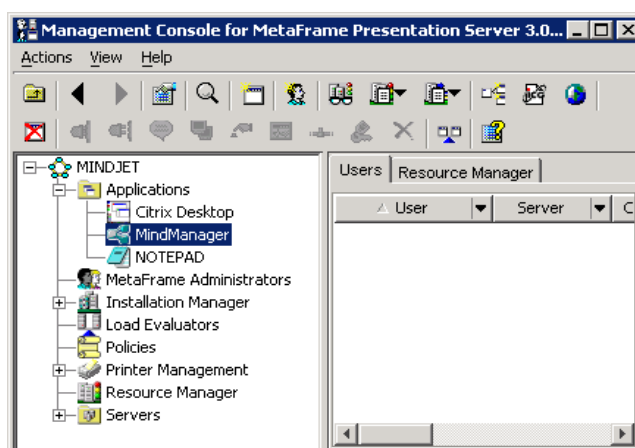 Management Console for MetaFrame Presentation Server 3.0...
Actions View Help
MINDJET
Applications
Citrix Desktop
MindManager
NOTEPAD
MetaFrame Administrators
Installation Manager
Load Evaluators
Policies
Printer Management
Resource Manager
Servers
Users Resource Manager
User Server C